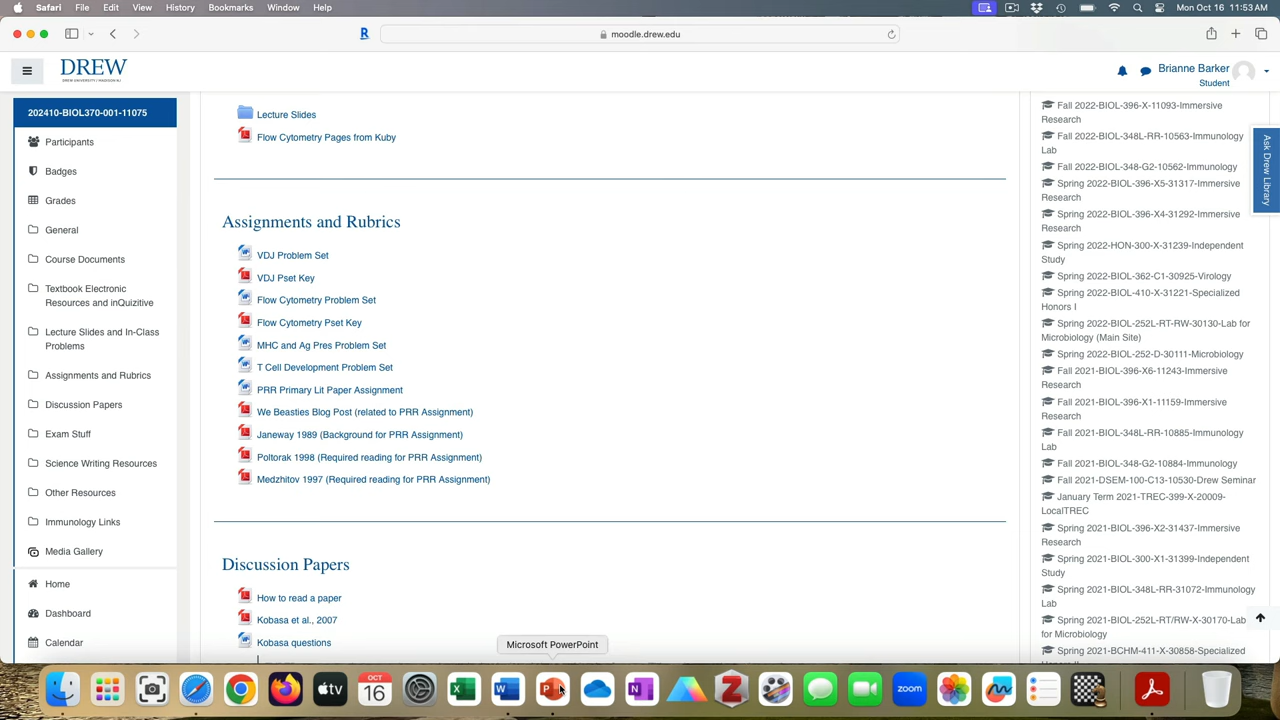 Safari File Edit View History Bookmarks Window Help
Mon Oct 16 11:53 AM
moodle.drew.edu
DREW
DREW UNIVERSITY | MADISON NJ
Brianne Barker
Student
202410-BIOL370-001-11075
Participants
Badges
Grades
General
Course Documents
Textbook Electronic
Resources and inQuizitive
Lecture Slides and In-Class
Problems
Assignments and Rubrics
Discussion Papers
Exam Stuff
Science Writing Resources
Other Resources
Immunology Links
Media Gallery
Home
Dashboard
Calendar
Lecture Slides
Flow Cytometry Pages from Kuby
Assignments and Rubrics
VDJ Problem Set
VDJ Pset Key
Flow Cytometry Problem Set
Flow Cytometry Pset Key
MHC and Ag Pres Problem Set
T Cell Development Problem Set
PRR Primary Lit Paper Assignment
We Beasties Blog Post (related to PRR Assignment)
Janeway 1989 (Background for PRR Assignment)
Poltorak 1998 (Required reading for PRR Assignment)
Medzhitov 1997 (Required reading for PRR Assignment)
Discussion Papers
How to read a paper
Kobasa et al., 2007
Kobasa questions
Fall 2022-BIOL-396-X-11093-Immersive
Research
Fall 2022-BIOL-348L-RR-10563-Immunology
Lab
Fall 2022-BIOL-348-G2-10562-Immunology
Spring 2022-BIOL-396-X5-31317-Immersive
Research
Spring 2022-BIOL-396-X4-31292-Immersive
Research
Spring 2022-HON-300-X-31239-Independent
Study
Spring 2022-BIOL-362-C1-30925-Virology
Spring 2022-BIOL-410-X-31221-Specialized
Honors I
Spring 2022-BIOL-252L-RT-RW-30130-Lab for
Microbiology (Main Site)
Spring 2022-BIOL-252-D-30111-Microbiology
Fall 2021-BIOL-396-X6-11243-Immersive
Research
Fall 2021-BIOL-396-X1-11159-Immersive
Research
Fall 2021-BIOL-348L-RR-10885-Immunology
Lab
Fall 2021-BIOL-348-G2-10884-Immunology
Fall 2021-DSEM-100-C13-10530-Drew Seminar
January Term 2021-TREC-399-X-20009-
LocalTREC
Spring 2021-BIOL-396-X2-31437-Immersive
Research
Spring 2021-BIOL-300-X1-31399-Independent
Study
Spring 2021-BIOL-348L-RR-31072-Immunology
Lab
Spring 2021-BIOL-252L-RT/RW-X-30170-Lab
for Microbiology
Spring 2021-BCHM-411-X-30858-Specialized
Ask Drew Library
Microsoft PowerPoint
OCT
16
tv
zoom